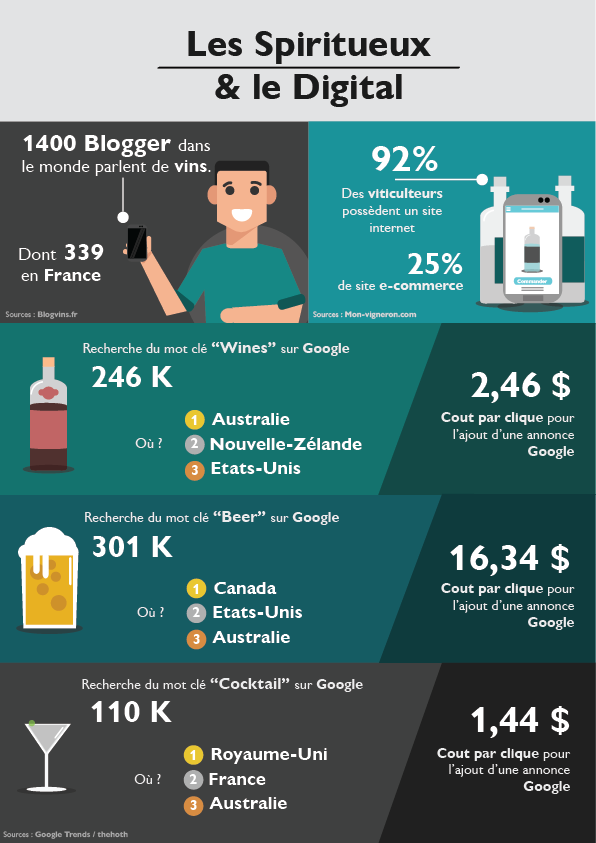 Les Spiritueux
& le Digital
1400 Blogger dans
le monde parlent de vins.
Dont 339
en France
Sources : Blogvins.fr
92%
Des viticulteurs
possèdent un site
internet
25%
de site e-commerce
Commander
Sources : Mon-vigneron.com
Recherche du mot clé “Wines” sur Google
246 K
Où ?
1 Australie
2 Nouvelle-Zélande
3 Etats-Unis
2,46 $
Cout par clique pour
l’ajout d’une annonce
Google
Recherche du mot clé “Beer” sur Google
301 K
Où ?
1 Canada
2 Etats-Unis
3 Australie
16,34 $
Cout par clique pour
l’ajout d’une annonce
Google
Recherche du mot clé “Cocktail” sur Google
110 K
Où ?
1 Royaume-Uni
2 France
3 Australie
1,44 $
Cout par clique pour
l’ajout d’une annonce
Google
Sources : Google Trends / thehoth